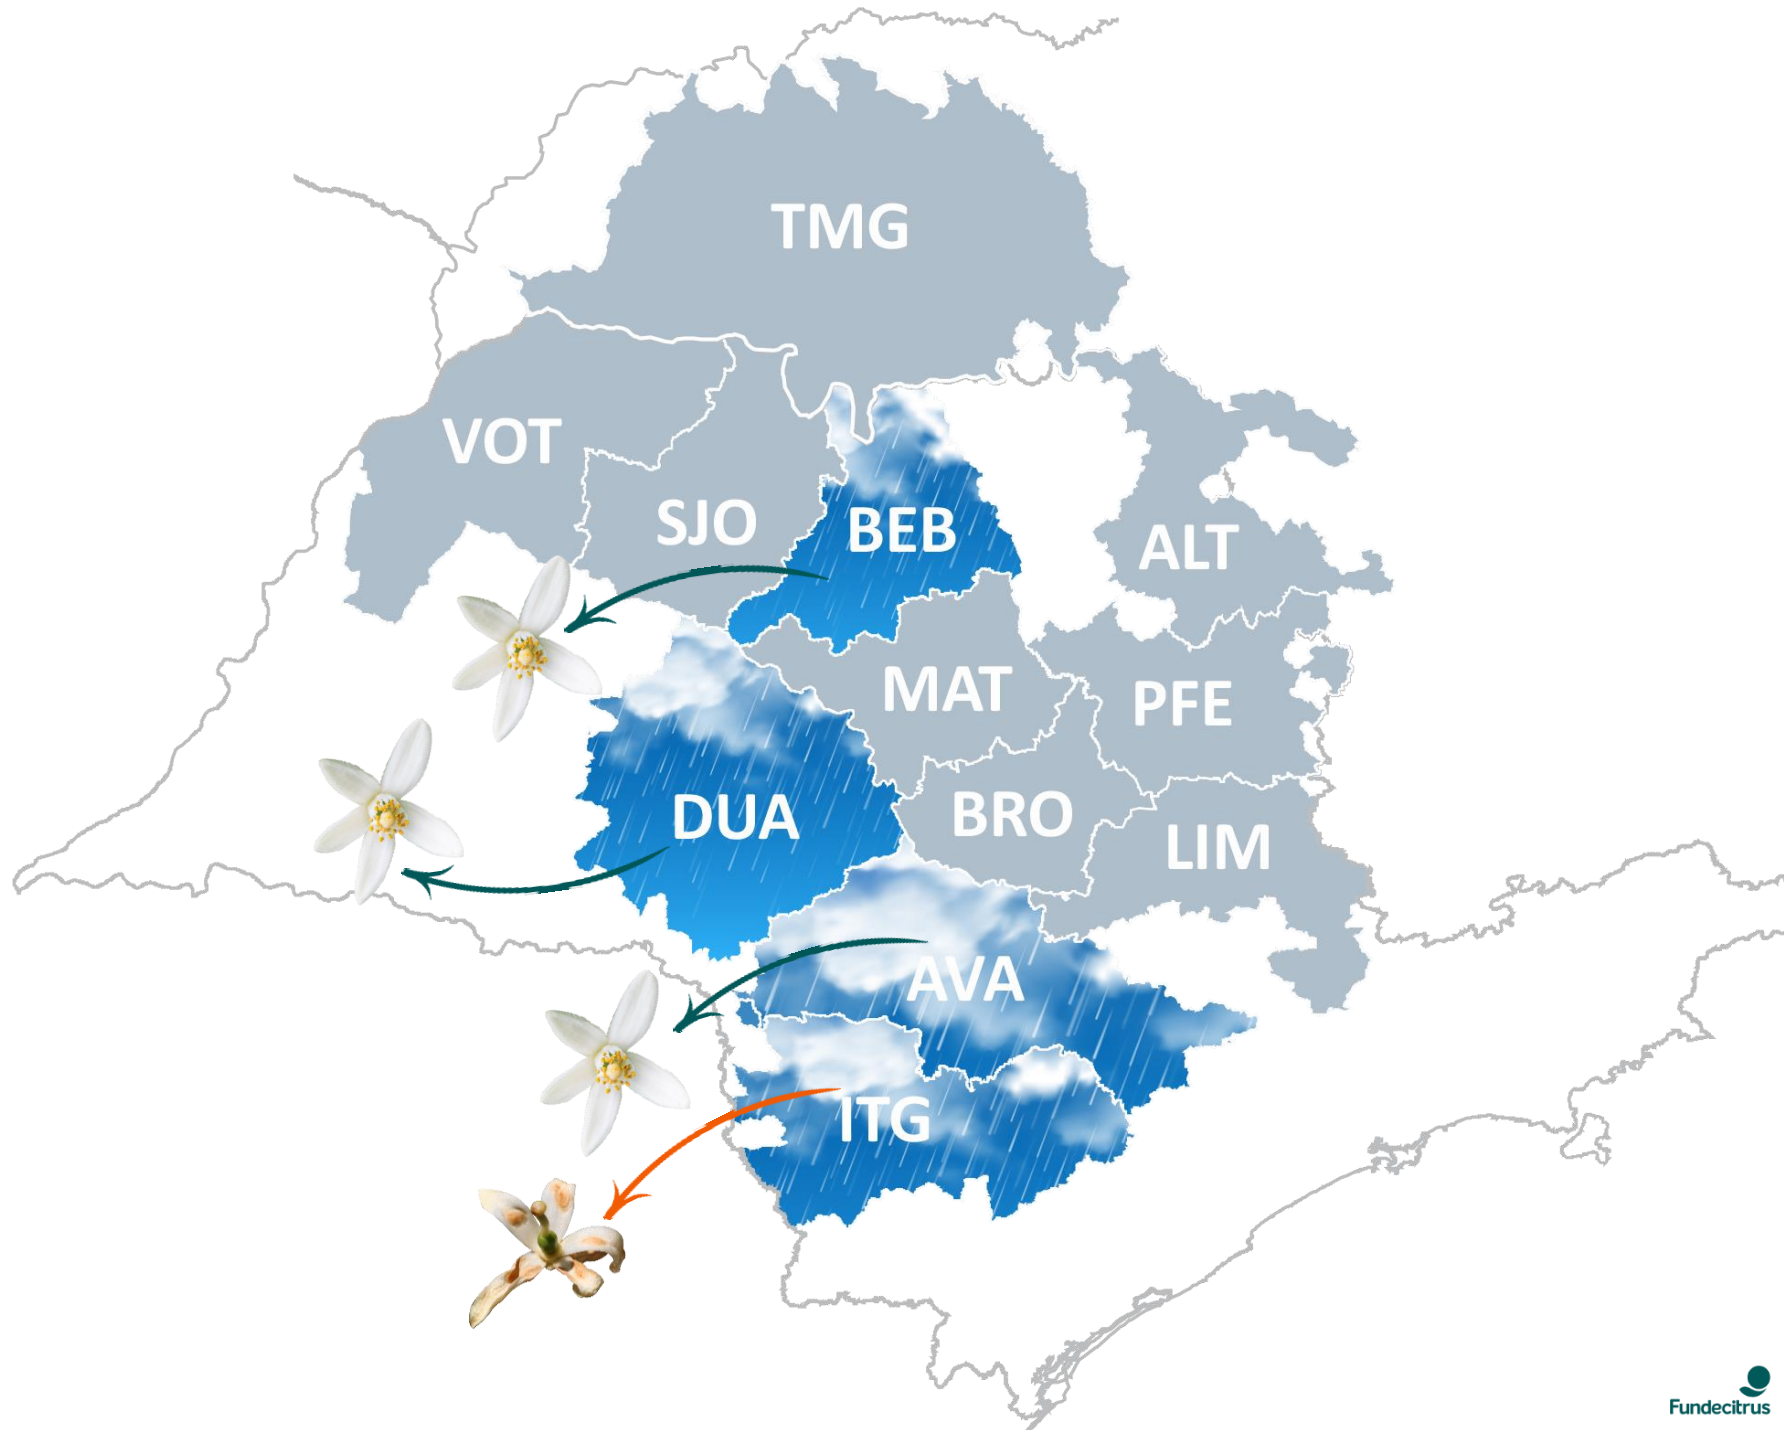 TMG
VOT
SJO
BEB
ALT
MAT
PFE
DUA
BRO
LIM
AVA
ITG
Fundecitrus